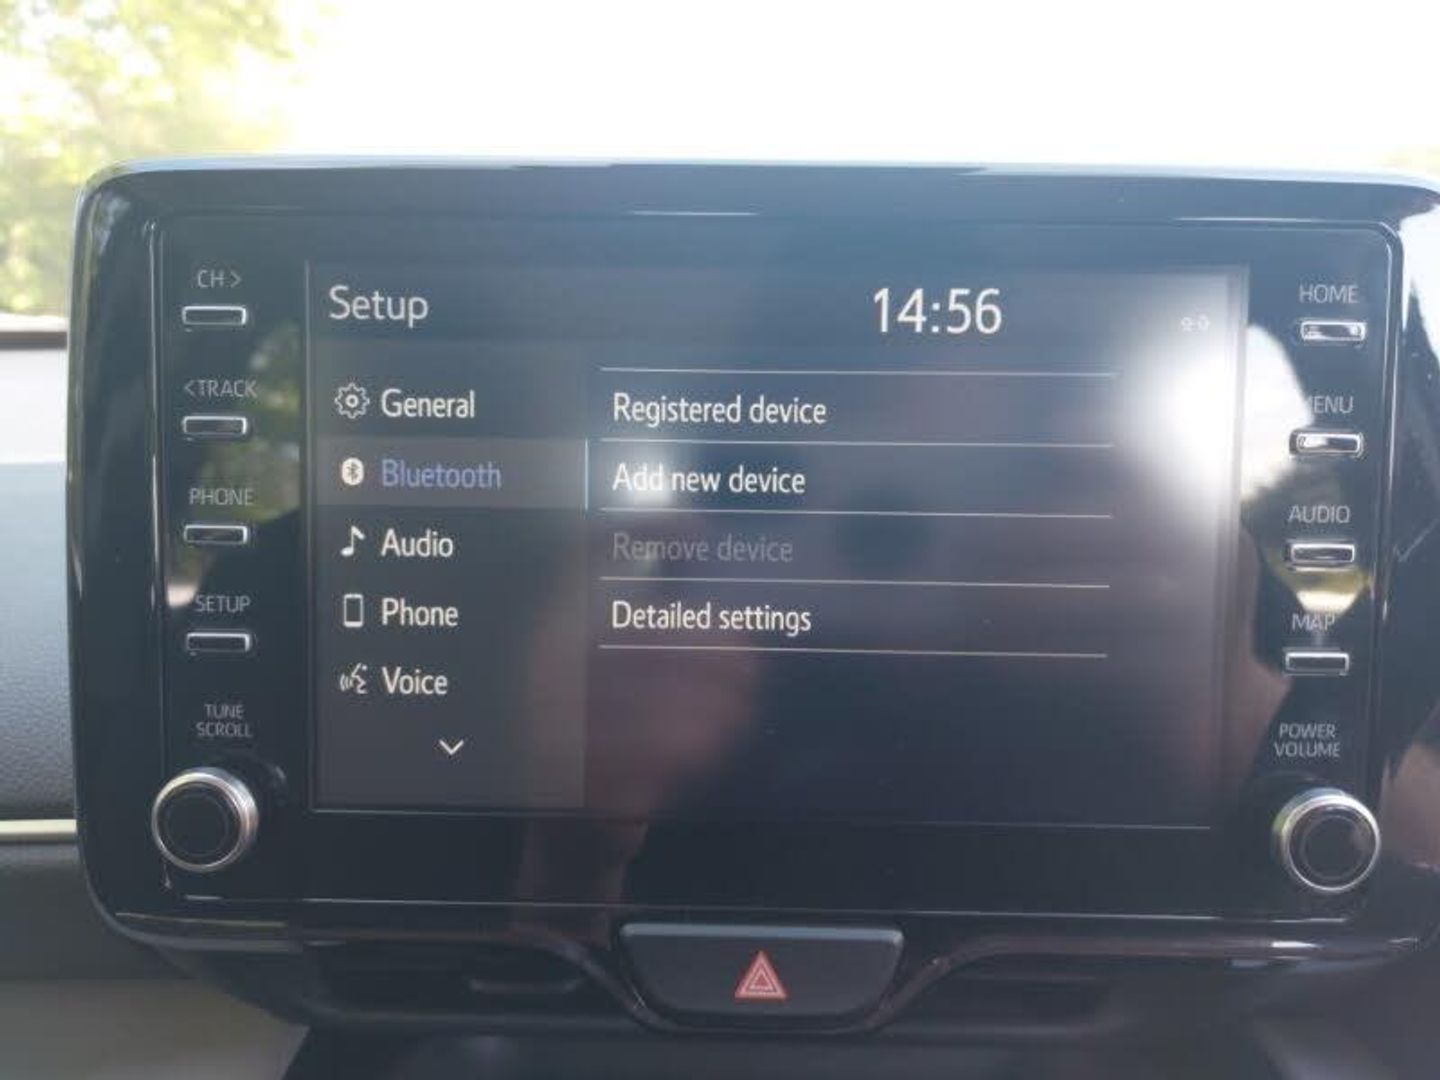 CH >
<TRACK
PHONE
SETUP
TUNE
SCROLL
Setup
14:56
General
Bluetooth
Audio
Phone
Voice
Registered device
Add new device
Remove device
Detailed settings
HOME
MENU
AUDIO
MAP
POWER
VOLUME